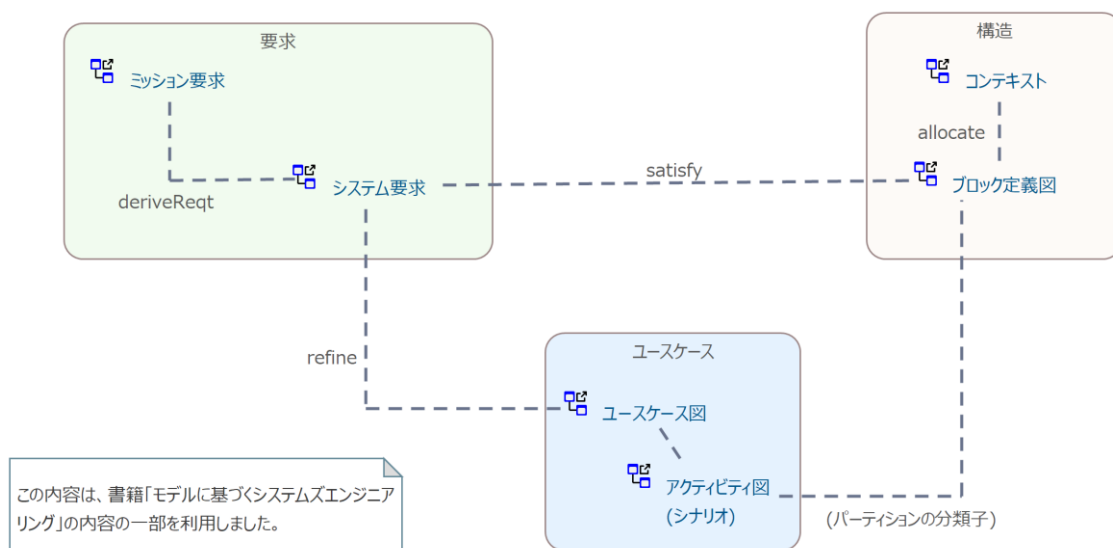 要求
ミッション要求
deriveReqt
システム要求
satisfy
構造
コンテキスト
allocate
ブロック定義図
refine
ユースケース
ユースケース図
アクティビティ図
(シナリオ)
(パーティションの分類子)
この内容は、書籍「モデルに基づくシステムズエンジニア
リング」の内容の一部を利用しました。